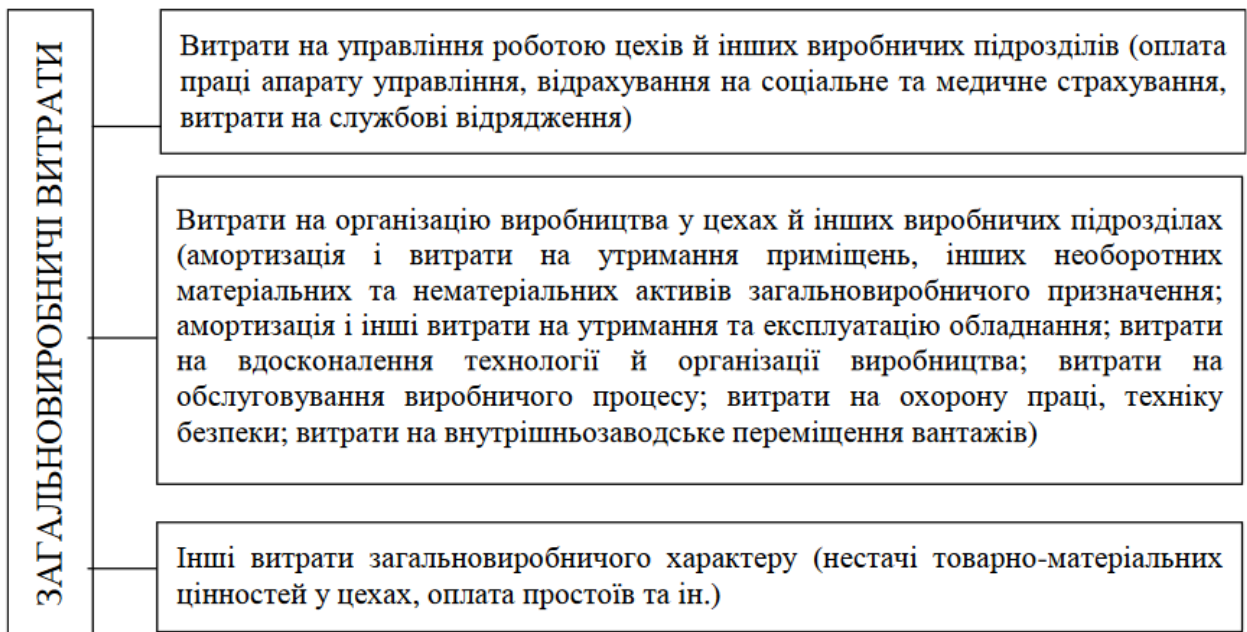 ЗАГАЛЬНОВИРОБНИЧІ ВИТРАТИ
Витрати на управління роботою цехів й інших виробничих підрозділів (оплата
праці апарату управління, відрахування на соціальне та медичне страхування,
витрати на службові відрядження)
Витрати на організацію виробництва у цехах й інших виробничих підрозділах
(амортизація і витрати на утримання приміщень, інших необоротних
матеріальних та нематеріальних активів загальновиробничого призначення;
амортизація і інші витрати на утримання та експлуатацію обладнання; витрати
на вдосконалення технології й організації виробництва; витрати на
обслуговування виробничого процесу; витрати на охорону праці, техніку
безпеки; витрати на внутрішньозаводське переміщення вантажів)
Інші витрати загальновиробничого характеру (нестачі товарно-матеріальних
цінностей у цехах, оплата простоїв та ін.)